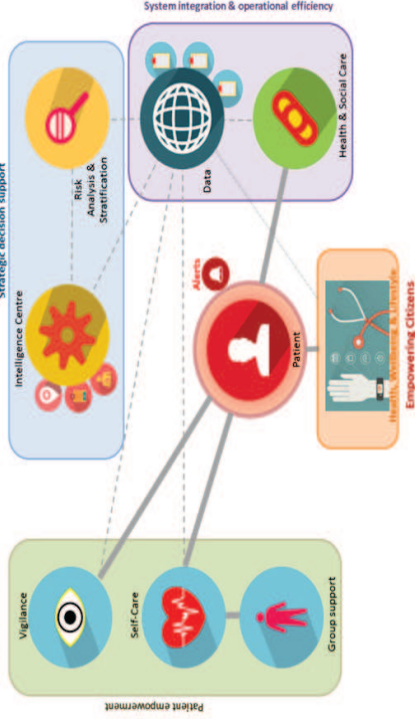 Strategic decision support
Intelligence Centre
Risk
Analysis &
Stratification
System integration & operational efficiency
Data
Health & Social Care
Alerts
Patient
Health, Wellbeing & Lifestyle
Empowering Citizens
Patient empowerment
Vigilance
Self-Care
Group support